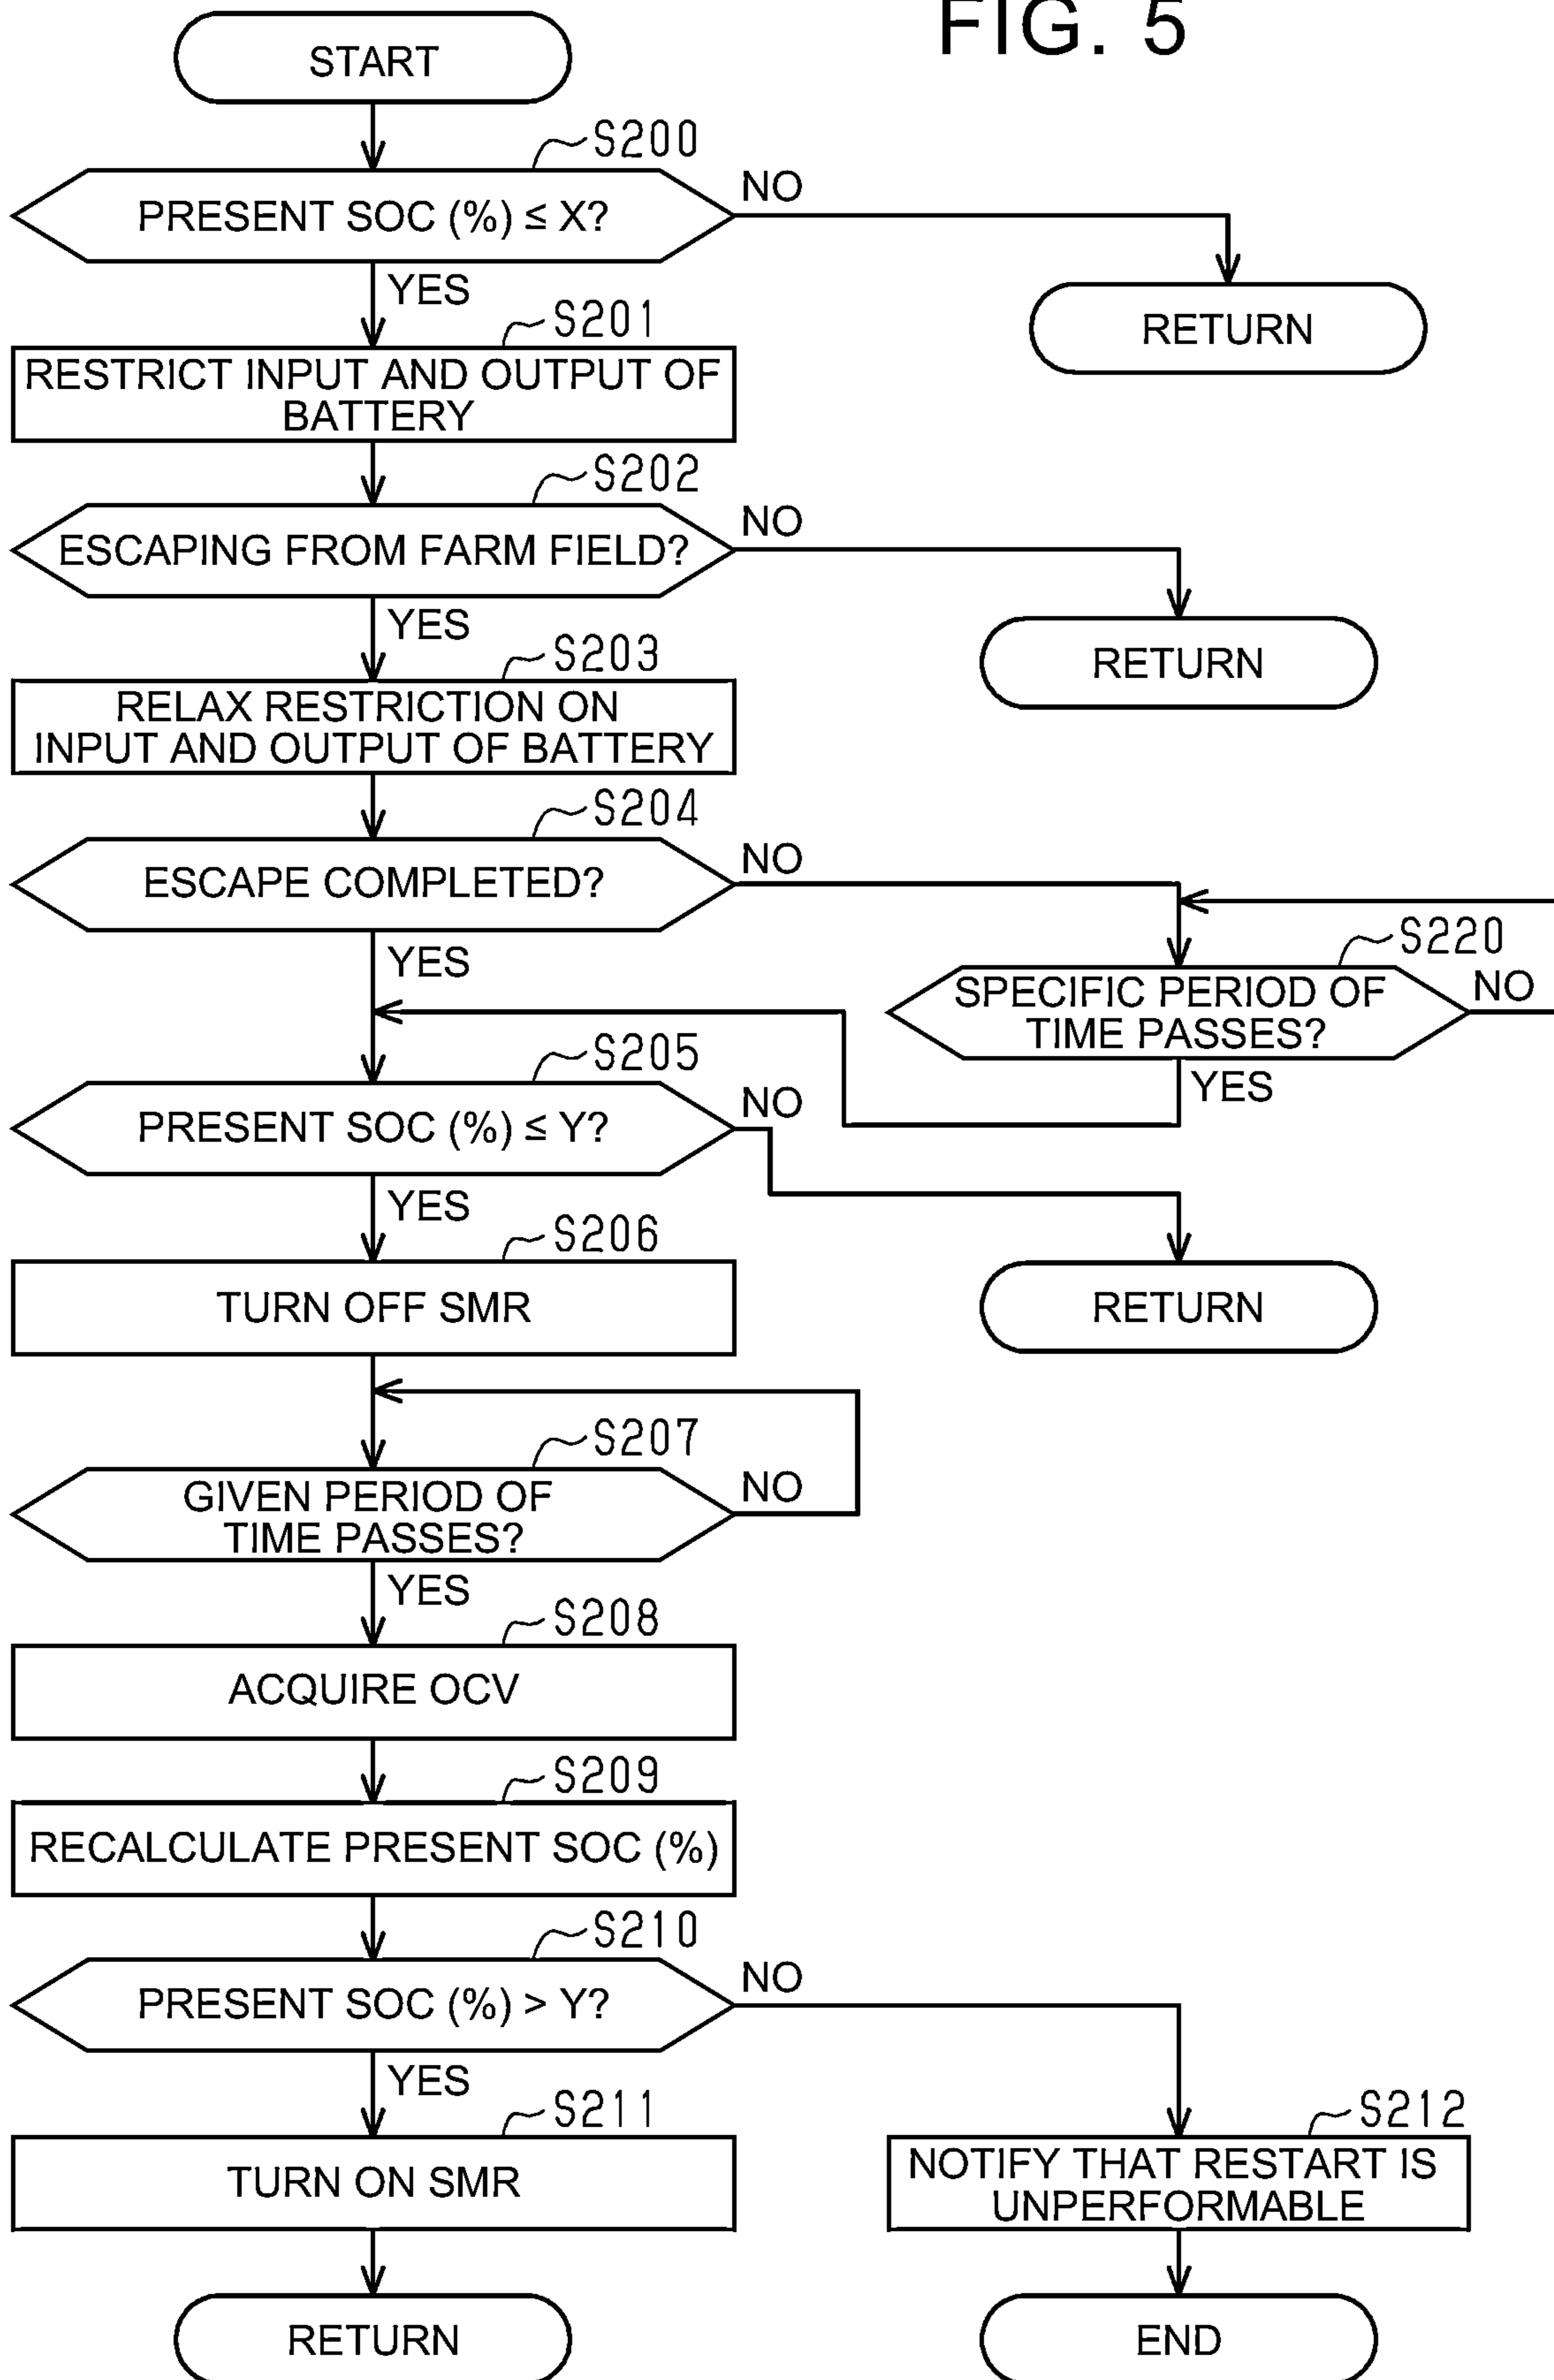 FIG. 5
START
S200
PRESENT SOC (%) ≤ X?
NO
YES
RETURN
S201
RESTRICT INPUT AND OUTPUT OF
BATTERY
S202
ESCAPING FROM FARM FIELD?
NO
YES
RETURN
S203
RELAX RESTRICTION ON
INPUT AND OUTPUT OF BATTERY
S204
ESCAPE COMPLETED?
NO
YES
S220
SPECIFIC PERIOD OF
TIME PASSES?
NO
YES
S205
PRESENT SOC (%) ≤ Y?
NO
YES
RETURN
S206
TURN OFF SMR
S207
GIVEN PERIOD OF
TIME PASSES?
NO
YES
S208
ACQUIRE OCV
S209
RECALCULATE PRESENT SOC (%)
S210
PRESENT SOC (%) > Y?
NO
YES
S211
TURN ON SMR
S212
NOTIFY THAT RESTART IS
UNPERFORMABLE
RETURN
END